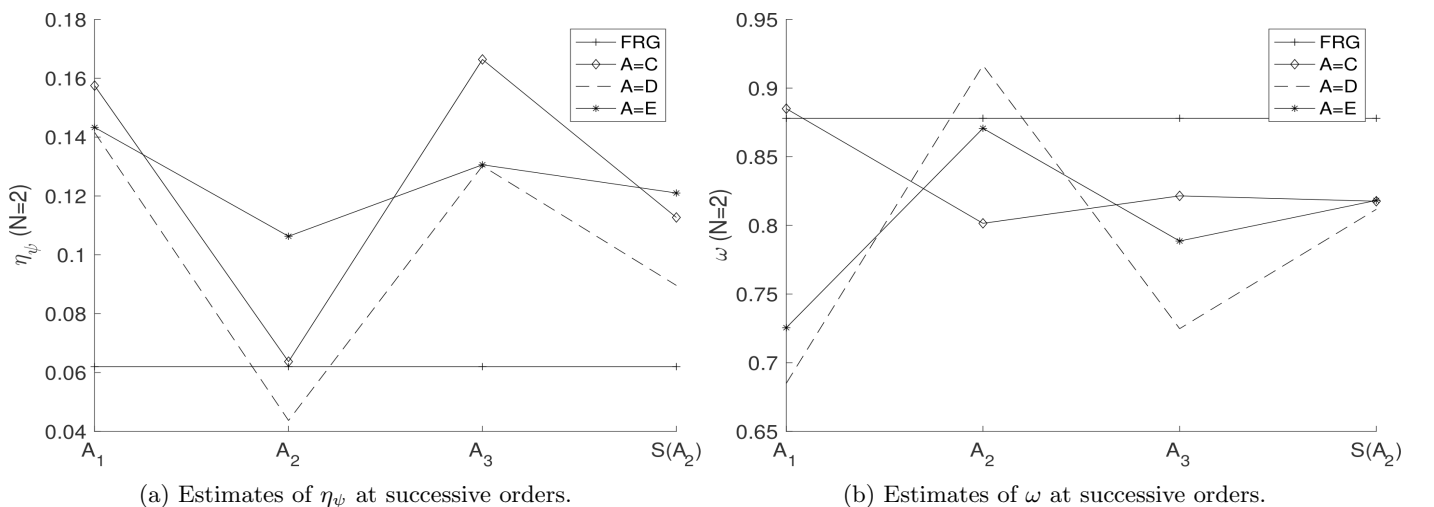 0.18
0.16
0.14
0.12
0.1
0.08
0.06
0.04
η_ψ (N=2)
A_1
A_2
A_3
S(A_2)
FRG
A=C
A=D
A=E
(a) Estimates of η_ψ at successive orders.
0.95
0.9
0.85
0.8
0.75
0.7
0.65
ω (N=2)
A_1
A_2
A_3
S(A_2)
FRG
A=C
A=D
A=E
(b) Estimates of ω at successive orders.